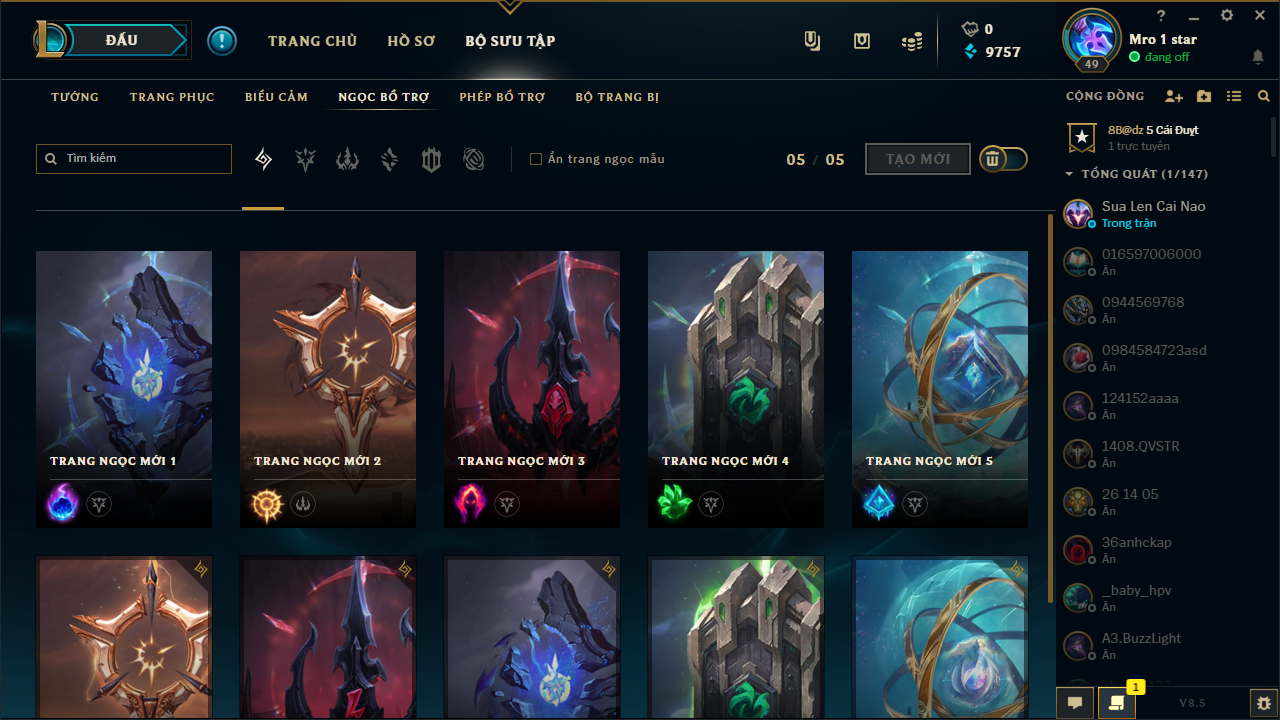 ĐẤU
!
TRANG CHỦ
HỒ SƠ
BỘ SƯU TẬP
0
9757
?
49
Mro 1 star
đang off
TƯỚNG
TRANG PHỤC
BIỂU CẢM
NGỌC BỔ TRỢ
PHÉP BỔ TRỢ
BỘ TRANG BỊ
Tìm kiếm
Ẩn trang ngọc mẫu
05 / 05
TẠO MỚI
TRANG NGỌC MỚI 1
TRANG NGỌC MỚI 2
TRANG NGỌC MỚI 3
TRANG NGỌC MỚI 4
TRANG NGỌC MỚI 5
CỘNG ĐỒNG
8B@dz 5 Cái Đuỵt
1 trực tuyến
TỔNG QUÁT (1/147)
Sua Len Cai Nao
Trong trận
016597006000
Ẩn
0944569768
Ẩn
0984584723asd
Ẩn
124152aaaa
Ẩn
1408.QVSTR
Ẩn
26 14 05
Ẩn
36anhckap
Ẩn
_baby_hpv
Ẩn
A3.BuzzLight
Ẩn
1
V8.5